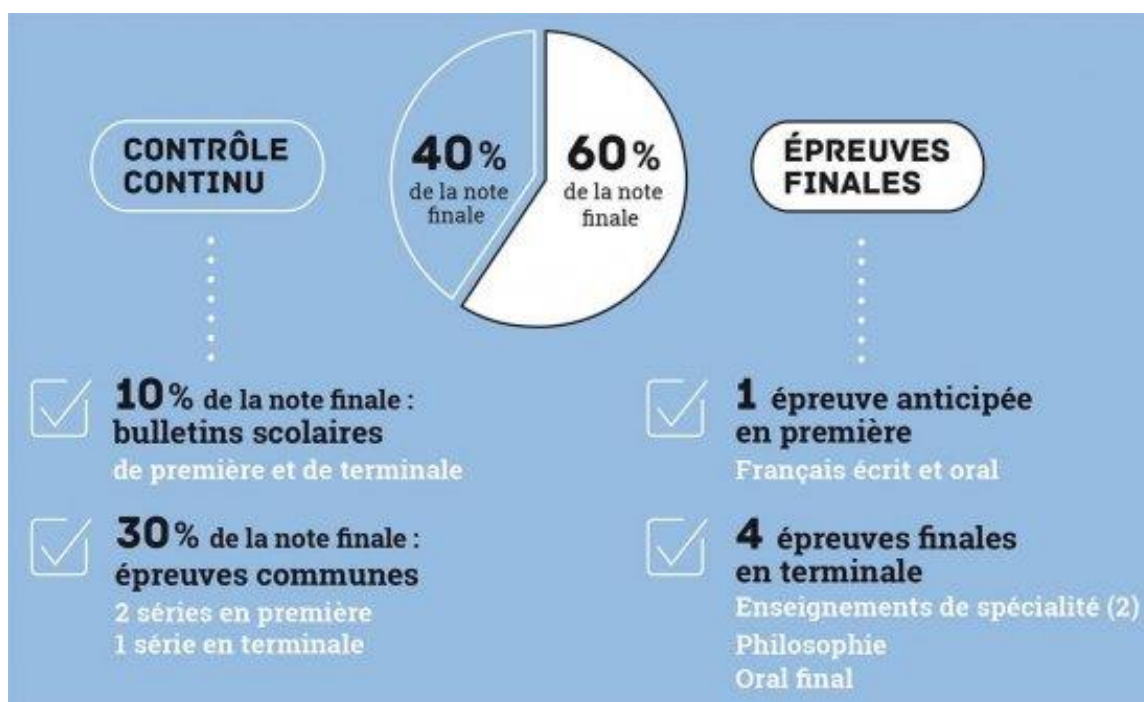 CONTRÔLE
CONTINU
40%
de la note
finale
60%
de la note
finale
ÉPREUVES
FINALES
10% de la note finale :
bulletins scolaires
de première et de terminale
30% de la note finale :
épreuves communes
2 séries en première
1 série en terminale
1 épreuve anticipée
en première
Français écrit et oral
4 épreuves finales
en terminale
Enseignements de spécialité (2)
Philosophie
Oral final